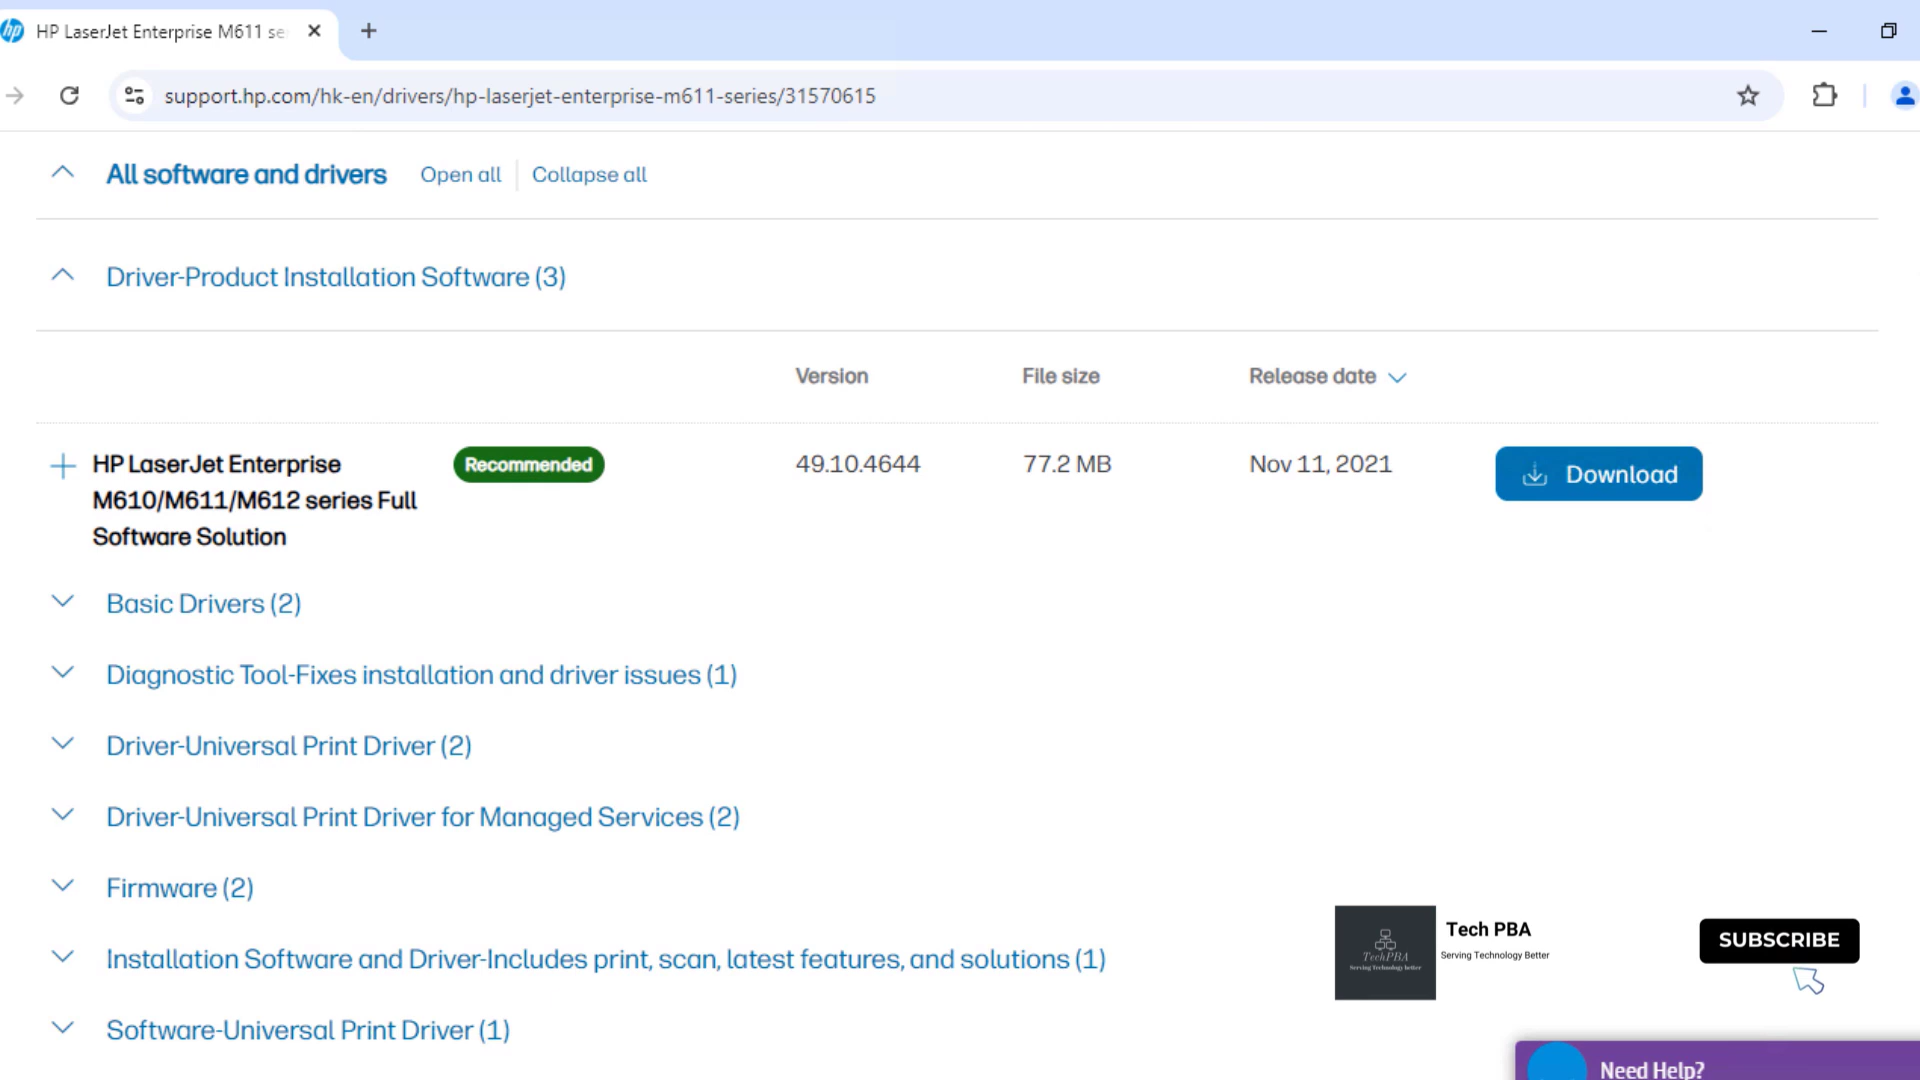 hp HP LaserJet Enterprise M611 se
support.hp.com/hk-en/drivers/hp-laserjet-enterprise-m611-series/31570615
All software and drivers Open all Collapse all
Driver-Product Installation Software (3)
Version File size Release date
HP LaserJet Enterprise Recommended 49.10.4644 77.2 MB Nov 11, 2021 Download
M610/M611/M612 series Full
Software Solution
Basic Drivers (2)
Diagnostic Tool-Fixes installation and driver issues (1)
Driver-Universal Print Driver (2)
Driver-Universal Print Driver for Managed Services (2)
Firmware (2)
Installation Software and Driver-Includes print, scan, latest features, and solutions (1)
Software-Universal Print Driver (1)
TechPBA
Serving Technology better
Tech PBA
Serving Technology Better
SUBSCRIBE
Need Help?